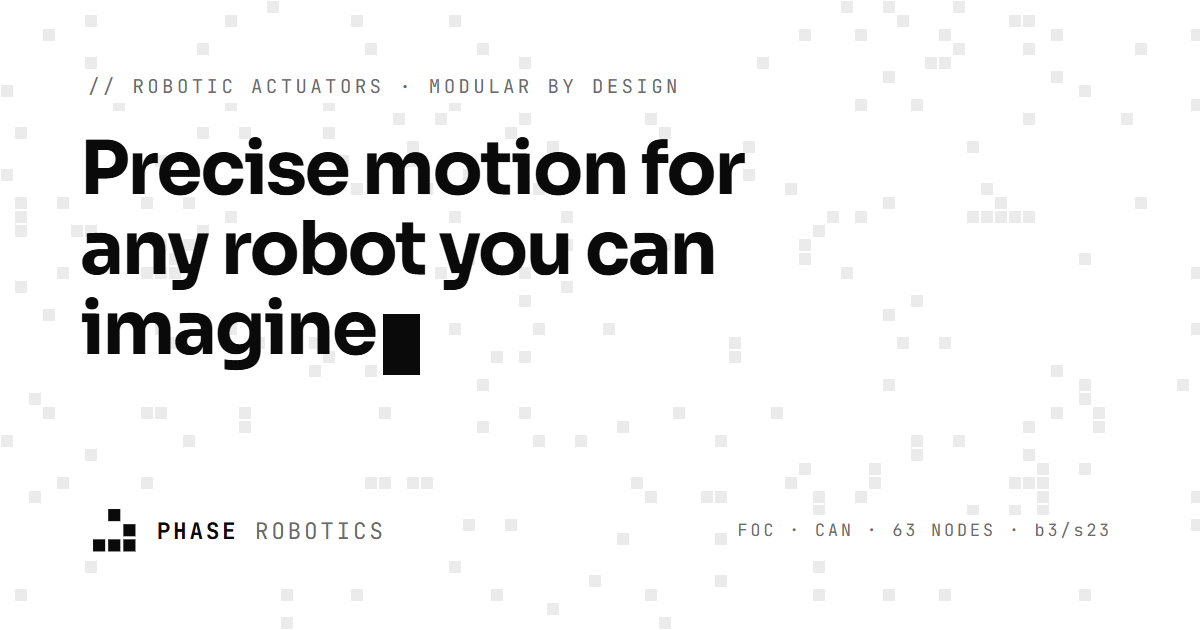 // ROBOTIC ACTUATORS · MODULAR BY DESIGN
Precise motion for
any robot you can
imagine
PHASE ROBOTICS
FOC · CAN · 63 NODES · b3/s23